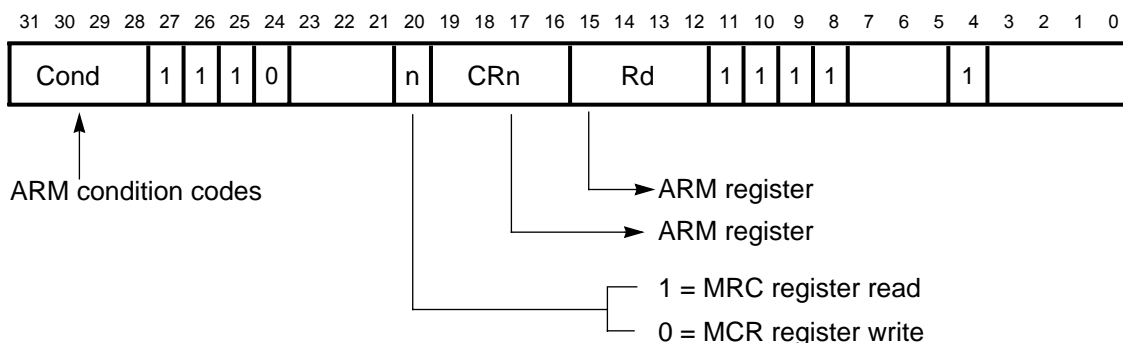 31 30 29 28 27 26 25 24 23 22 21 20 19 18 17 16 15 14 13 12 11 10 9 8 7 6 5 4 3 2 1 0
Cond 1 1 1 0 n CRn Rd 1 1 1 1 1
ARM condition codes
ARM register
ARM register
1 = MRC register read
0 = MCR register write